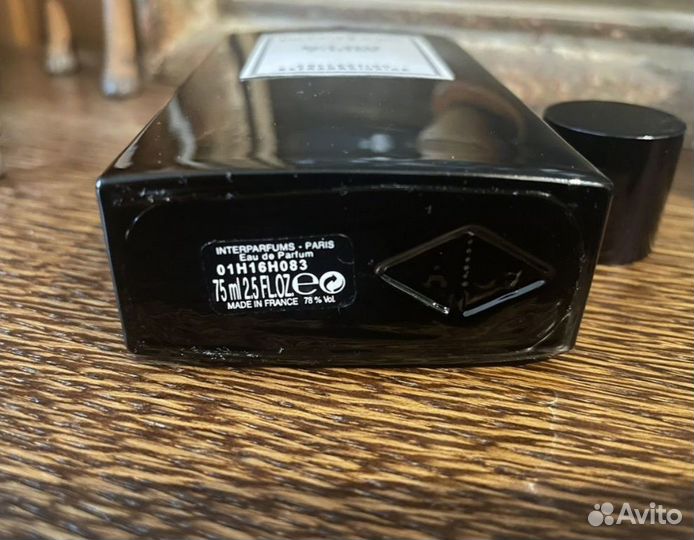 INTERPARFUMS - PARIS
Eau de Parfum
01H16H083
75 ml 2.5 FL.OZ e
MADE IN FRANCE 78 % Vol.
Avito